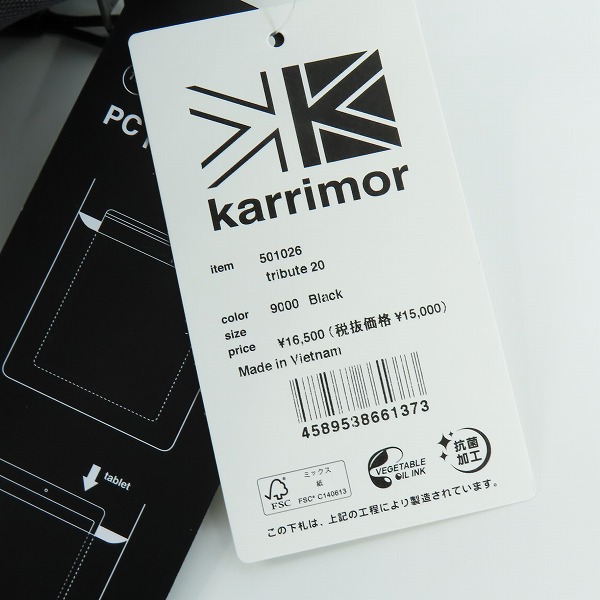 karrimor
item 501026
tribute 20
color 9000 Black
size
price ¥16,500(税抜価格 ¥15,000)
Made in Vietnam
4589538661373
FSC
ミックス
紙
FSC® C140613
VEGETABLE
OIL INK
抗菌
加工
この下札は、上記の工程により製造されています。
PC
tablet